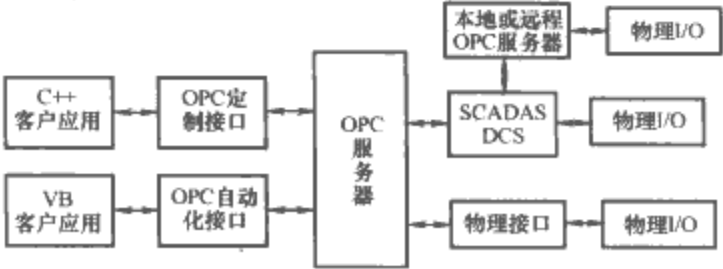 本地或远程
OPC服务器
物理I/O
C++
客户应用
OPC定
制接口
OPC
服
务
器
SCADAS
DCS
物理I/O
VB
客户应用
OPC自动
化接口
物理接口
物理I/O